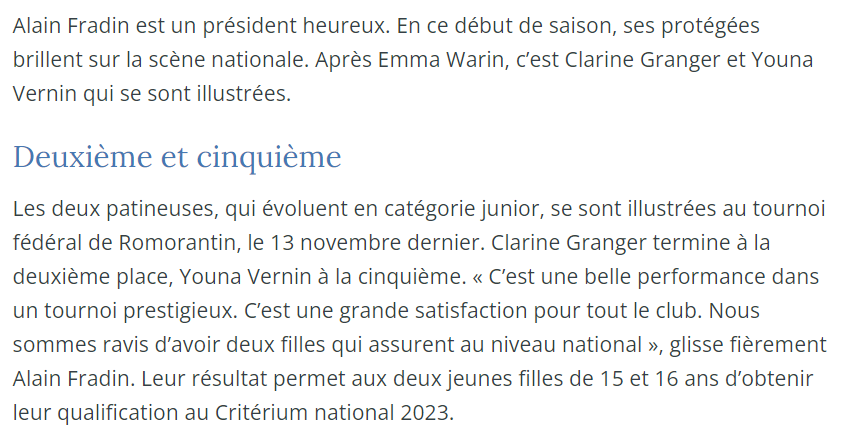 Alain Fradin est un président heureux. En ce début de saison, ses protégées
brillent sur la scène nationale. Après Emma Warin, c’est Clarine Granger et Youna
Vernin qui se sont illustrées.
Deuxième et cinquième
Les deux patineuses, qui évoluent en catégorie junior, se sont illustrées au tournoi
fédéral de Romorantin, le 13 novembre dernier. Clarine Granger termine à la
deuxième place, Youna Vernin à la cinquième. « C’est une belle performance dans
un tournoi prestigieux. C’est une grande satisfaction pour tout le club. Nous
sommes ravis d’avoir deux filles qui assurent au niveau national », glisse fièrement
Alain Fradin. Leur résultat permet aux deux jeunes filles de 15 et 16 ans d’obtenir
leur qualification au Critérium national 2023.